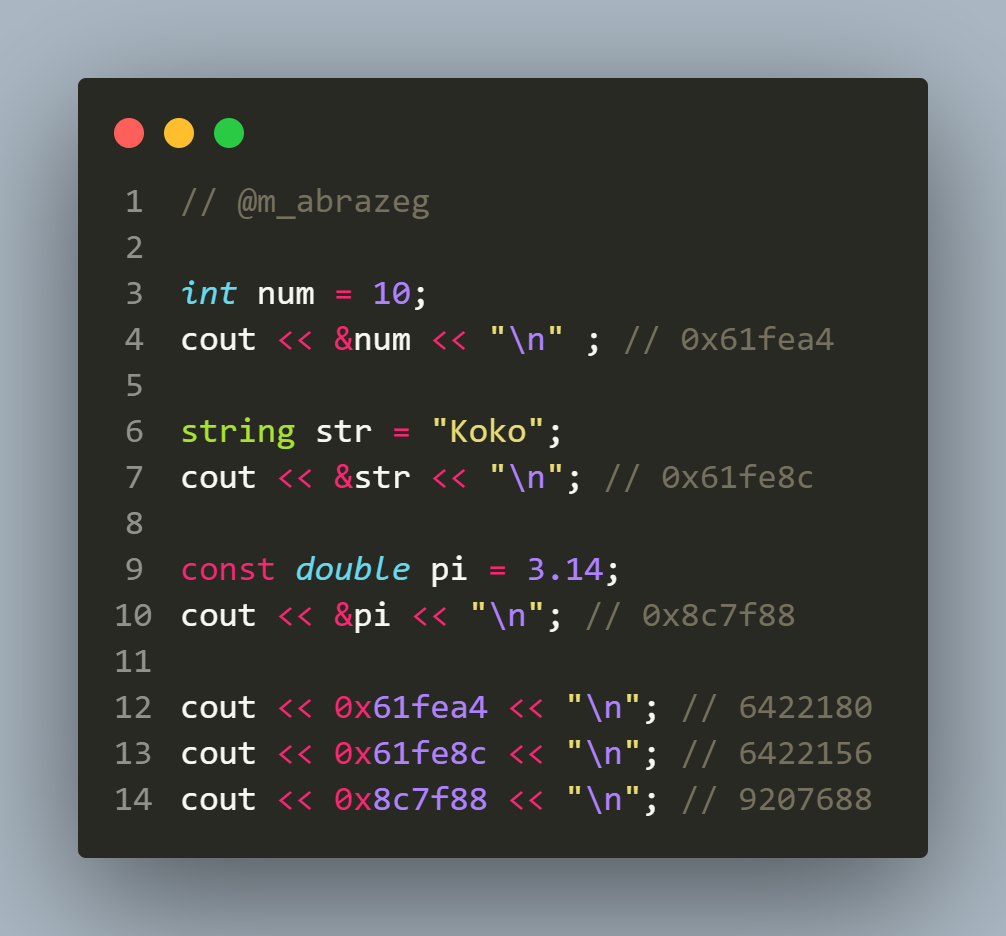 1 // @m_abrazeg
2
3 int num = 10;
4 cout << &num << "\n" ; // 0x61fea4
5
6 string str = "Koko";
7 cout << &str << "\n"; // 0x61fe8c
8
9 const double pi = 3.14;
10 cout << &pi << "\n"; // 0x8c7f88
11
12 cout << 0x61fea4 << "\n"; // 6422180
13 cout << 0x61fe8c << "\n"; // 6422156
14 cout << 0x8c7f88 << "\n"; // 9207688